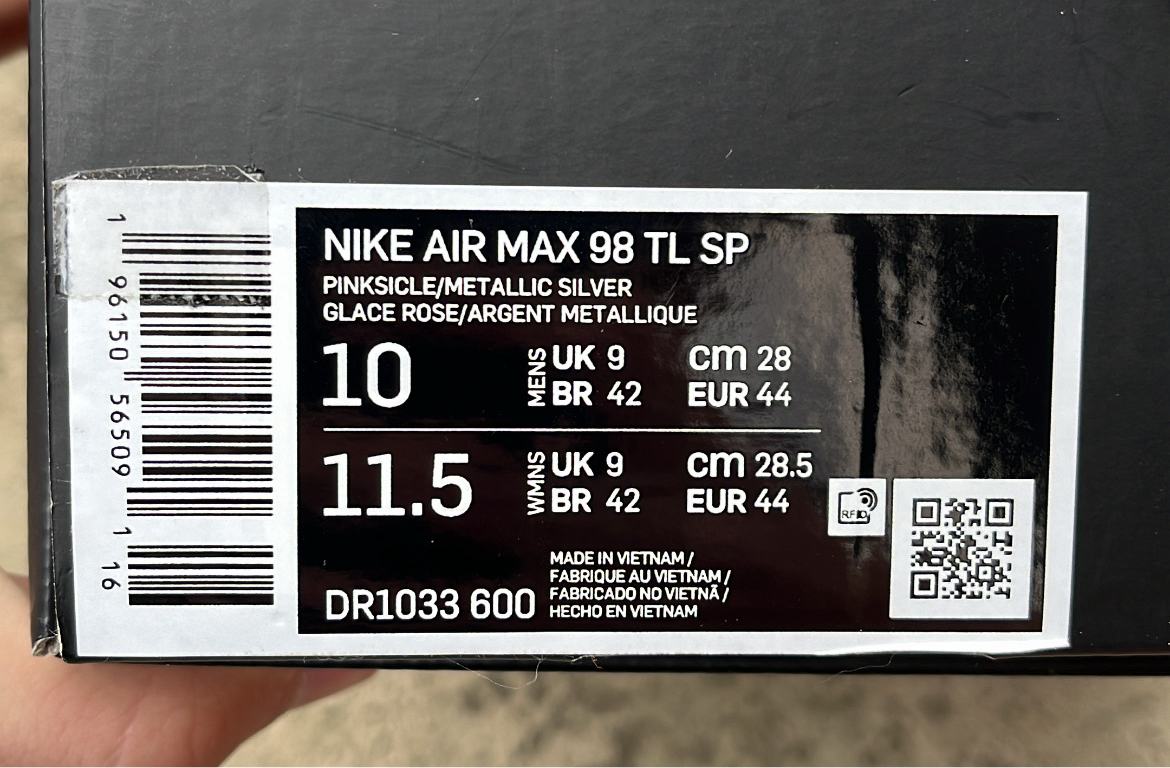 NIKE AIR MAX 98 TL SP
PINKSICLE/METALLIC SILVER
GLACE ROSE/ARGENT METALLIQUE
10 MENS UK 9 cm 28
BR 42 EUR 44
11.5 WMNS UK 9 cm 28.5
BR 42 EUR 44
MADE IN VIETNAM /
FABRIQUE AU VIETNAM /
FABRICADO NO VIETNÃ /
HECHO EN VIETNAM
DR1033 600
RFID
1 96150 56509 1 16